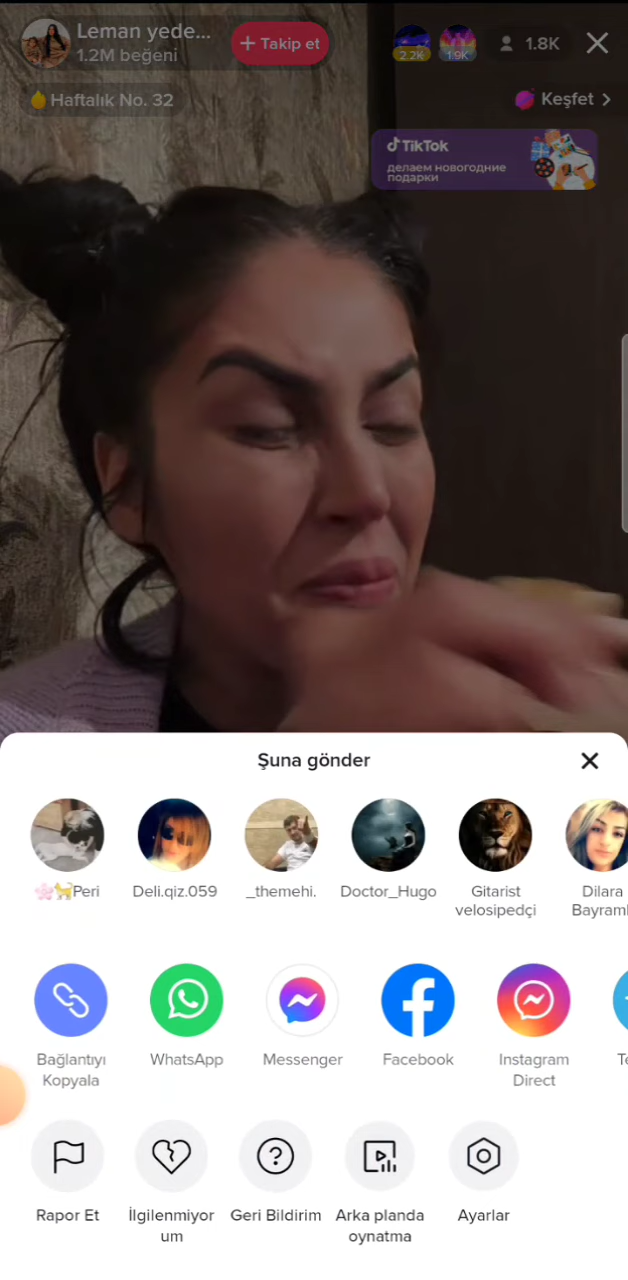 Leman yede...
1.2M beğeni
+ Takip et
2.2K
1.9K
1.8K
Haftalık No. 32
Keşfet >
TikTok
делаем новогодние
подарки
Şuna gönder
🌸🐈Peri
Deli.qiz.059
_themehi.
Doctor_Hugo
Gitarist
velosipedçi
Dilara
Bayraml
Bağlantıyı
Kopyala
WhatsApp
Messenger
Facebook
Instagram
Direct
Te
Rapor Et
İlgilenmiyor
um
Geri Bildirim
Arka planda
oynatma
Ayarlar